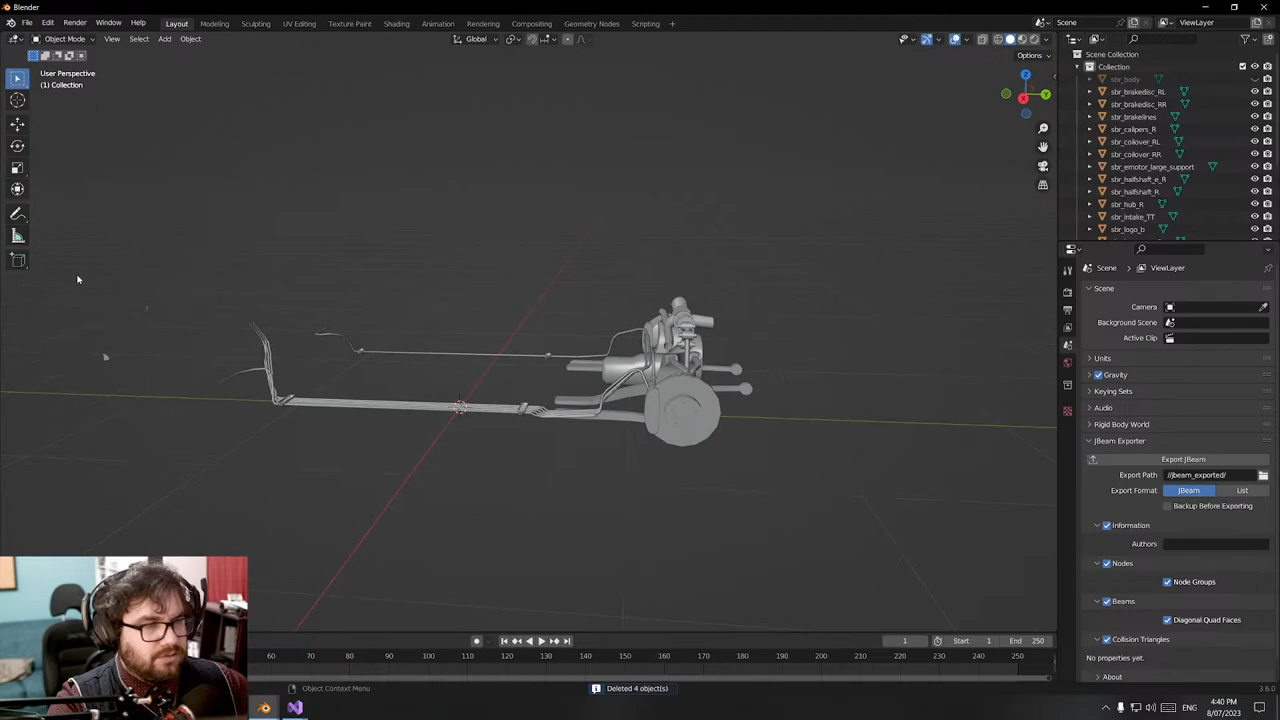 Blender
File Edit Render Window Help Layout Modeling Sculpting UV Editing Texture Paint Shading Animation Rendering Compositing Geometry Nodes Scripting + Scene ViewLayer
Object Mode View Select Add Object Global
Options
User Perspective
(1) Collection
Scene Collection
Collection
sbr_body
sbr_brakedisc_RL
sbr_brakedisc_RR
sbr_brakelines
sbr_calipers_R
sbr_coilover_RL
sbr_coilover_RR
sbr_emotor_large_support
sbr_halfshaft_e_R
sbr_halfshaft_R
sbr_hub_R
sbr_intake_TT
sbr_logo_b
Scene ViewLayer
Scene
Camera
Background Scene
Active Clip
Units
Gravity
Keying Sets
Audio
Rigid Body World
JBeam Exporter
Export JBeam
Export Path //jbeam_exported/
Export Format JBeam List
Backup Before Exporting
Information
Authors
Nodes
Node Groups
Beams
Diagonal Quad Faces
Collision Triangles
No properties yet.
About
1 Start 1 End 250
60 70 80 90 100 110 120 130 140 150 160 170 180 190 200 210 220 230 240 250
Object Context Menu Deleted 4 object(s) 3.6.0
ENG 4:40 PM
8/07/2023